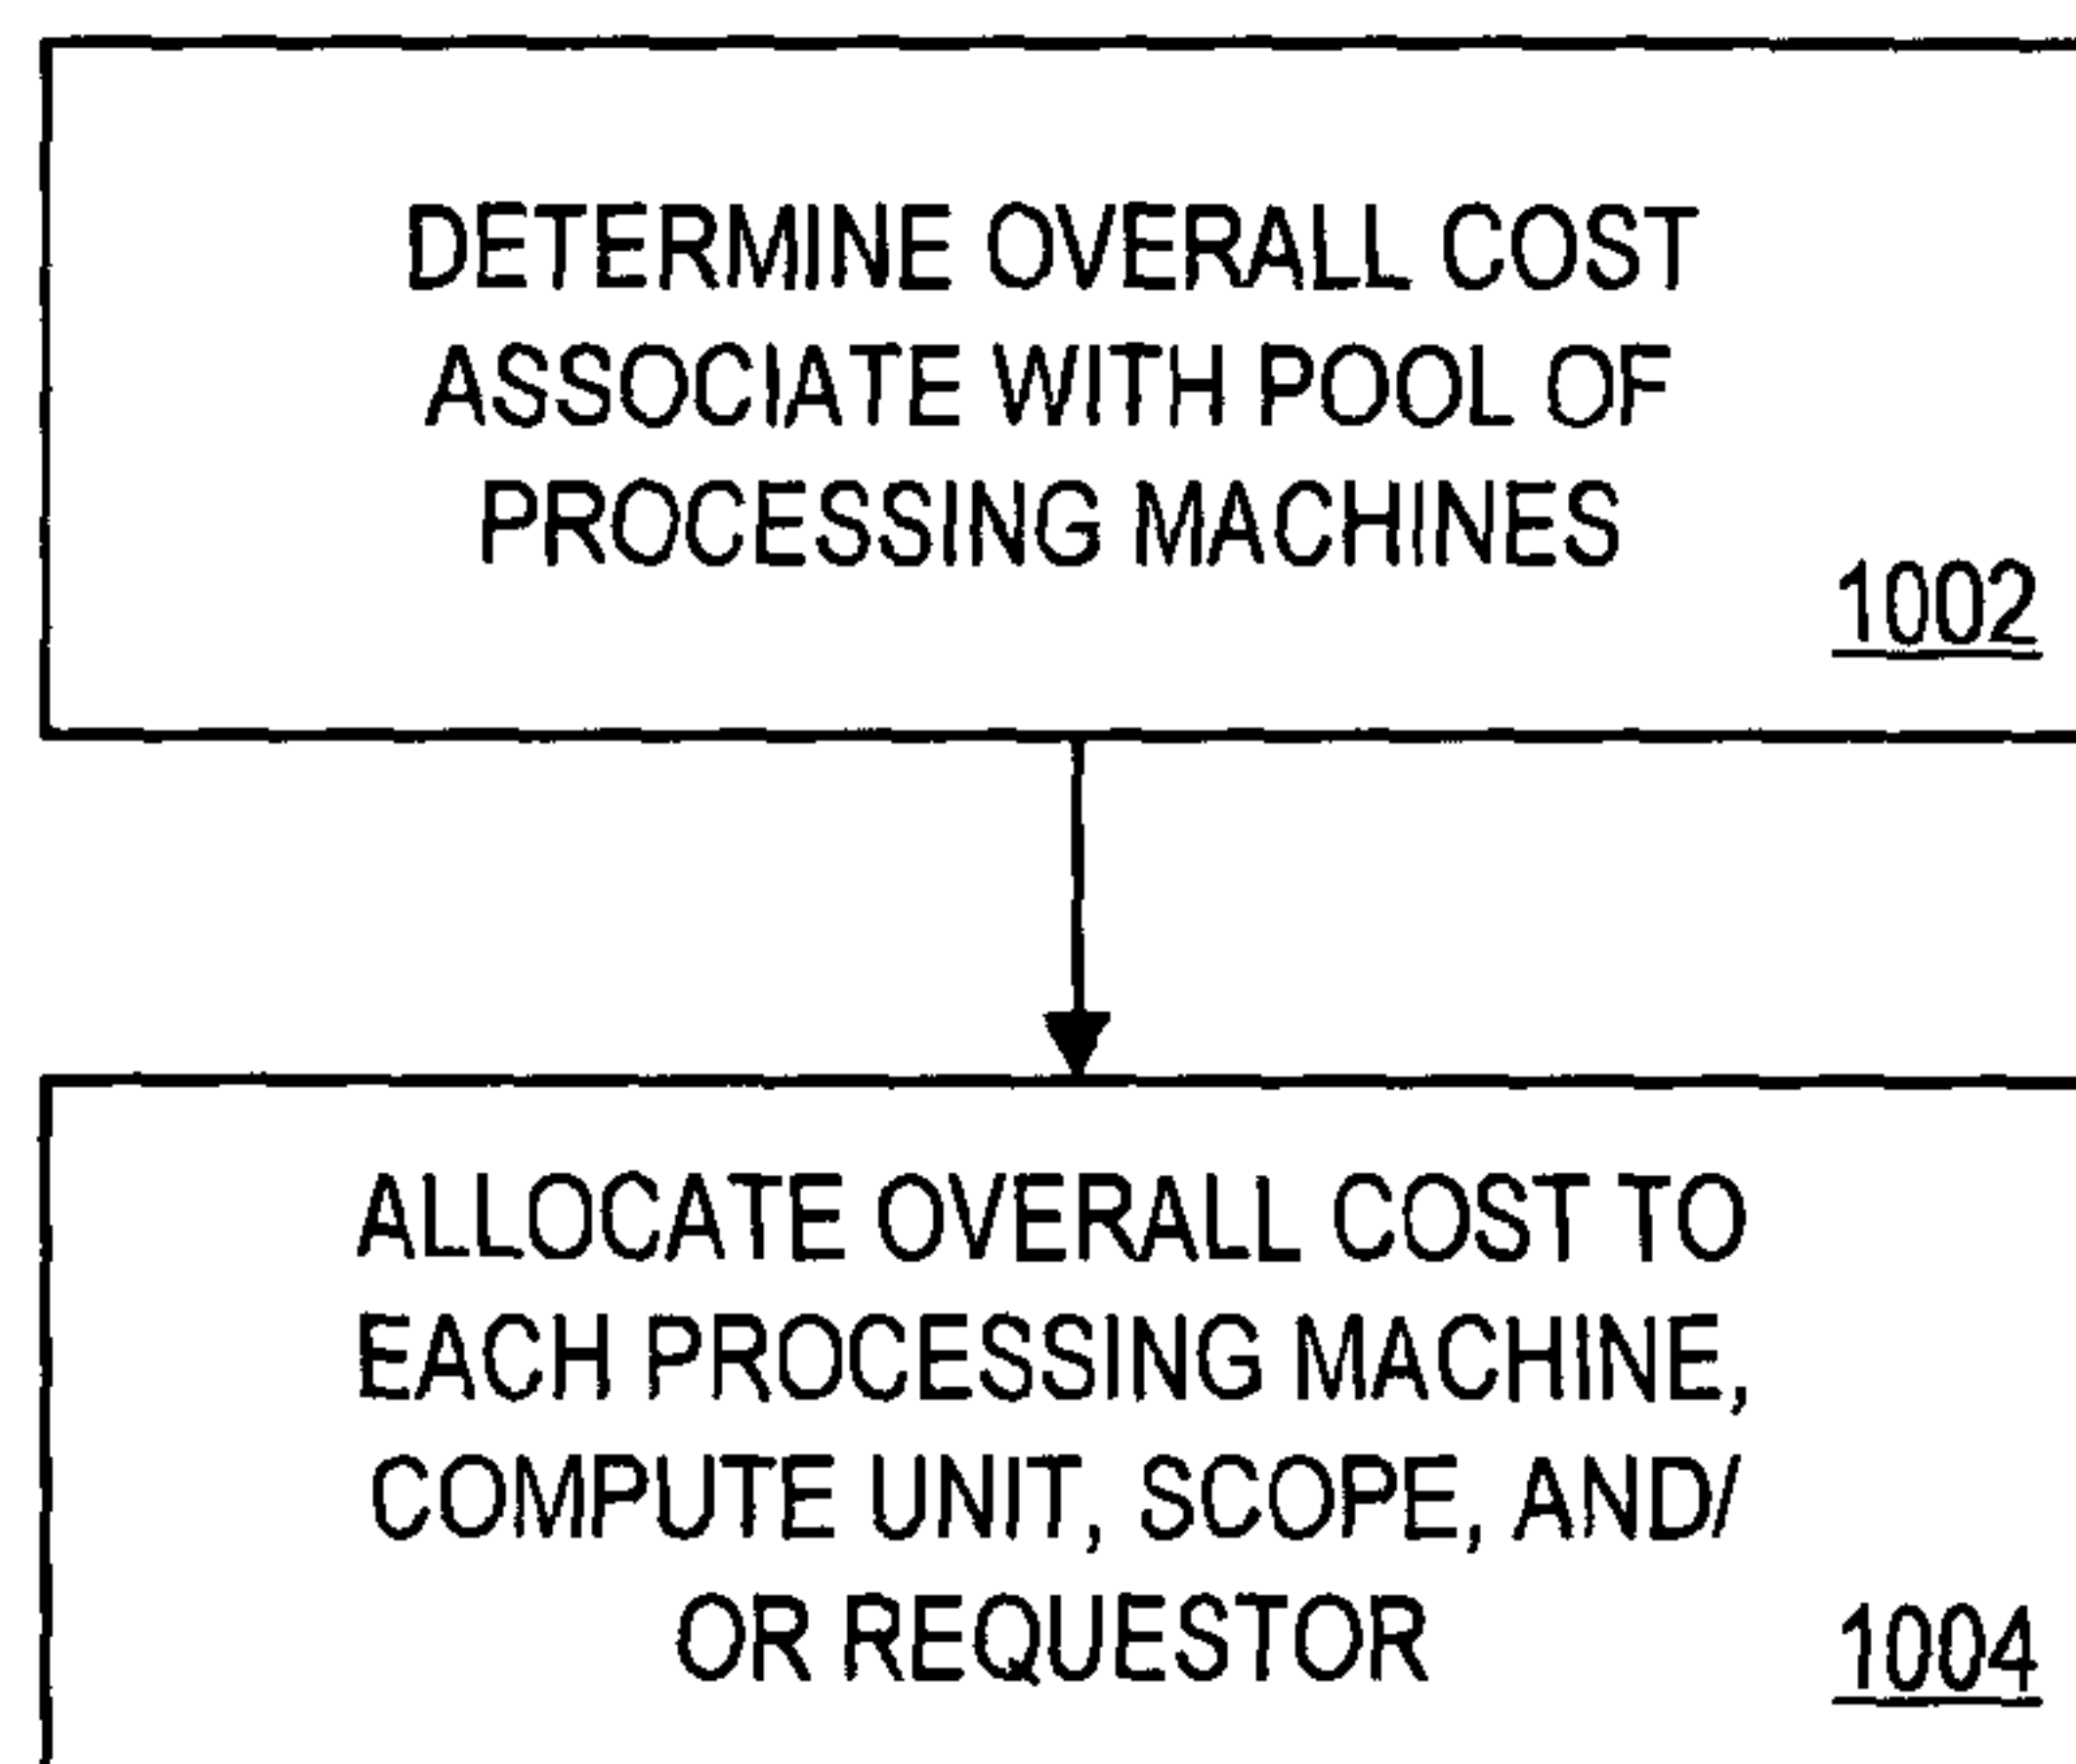 DETERMINE OVERALL COST
ASSOCIATE WITH POOL OF
PROCESSING MACHINES
1002
ALLOCATE OVERALL COST TO
EACH PROCESSING MACHINE,
COMPUTE UNIT, SCOPE, AND/
OR REQUESTOR
1004